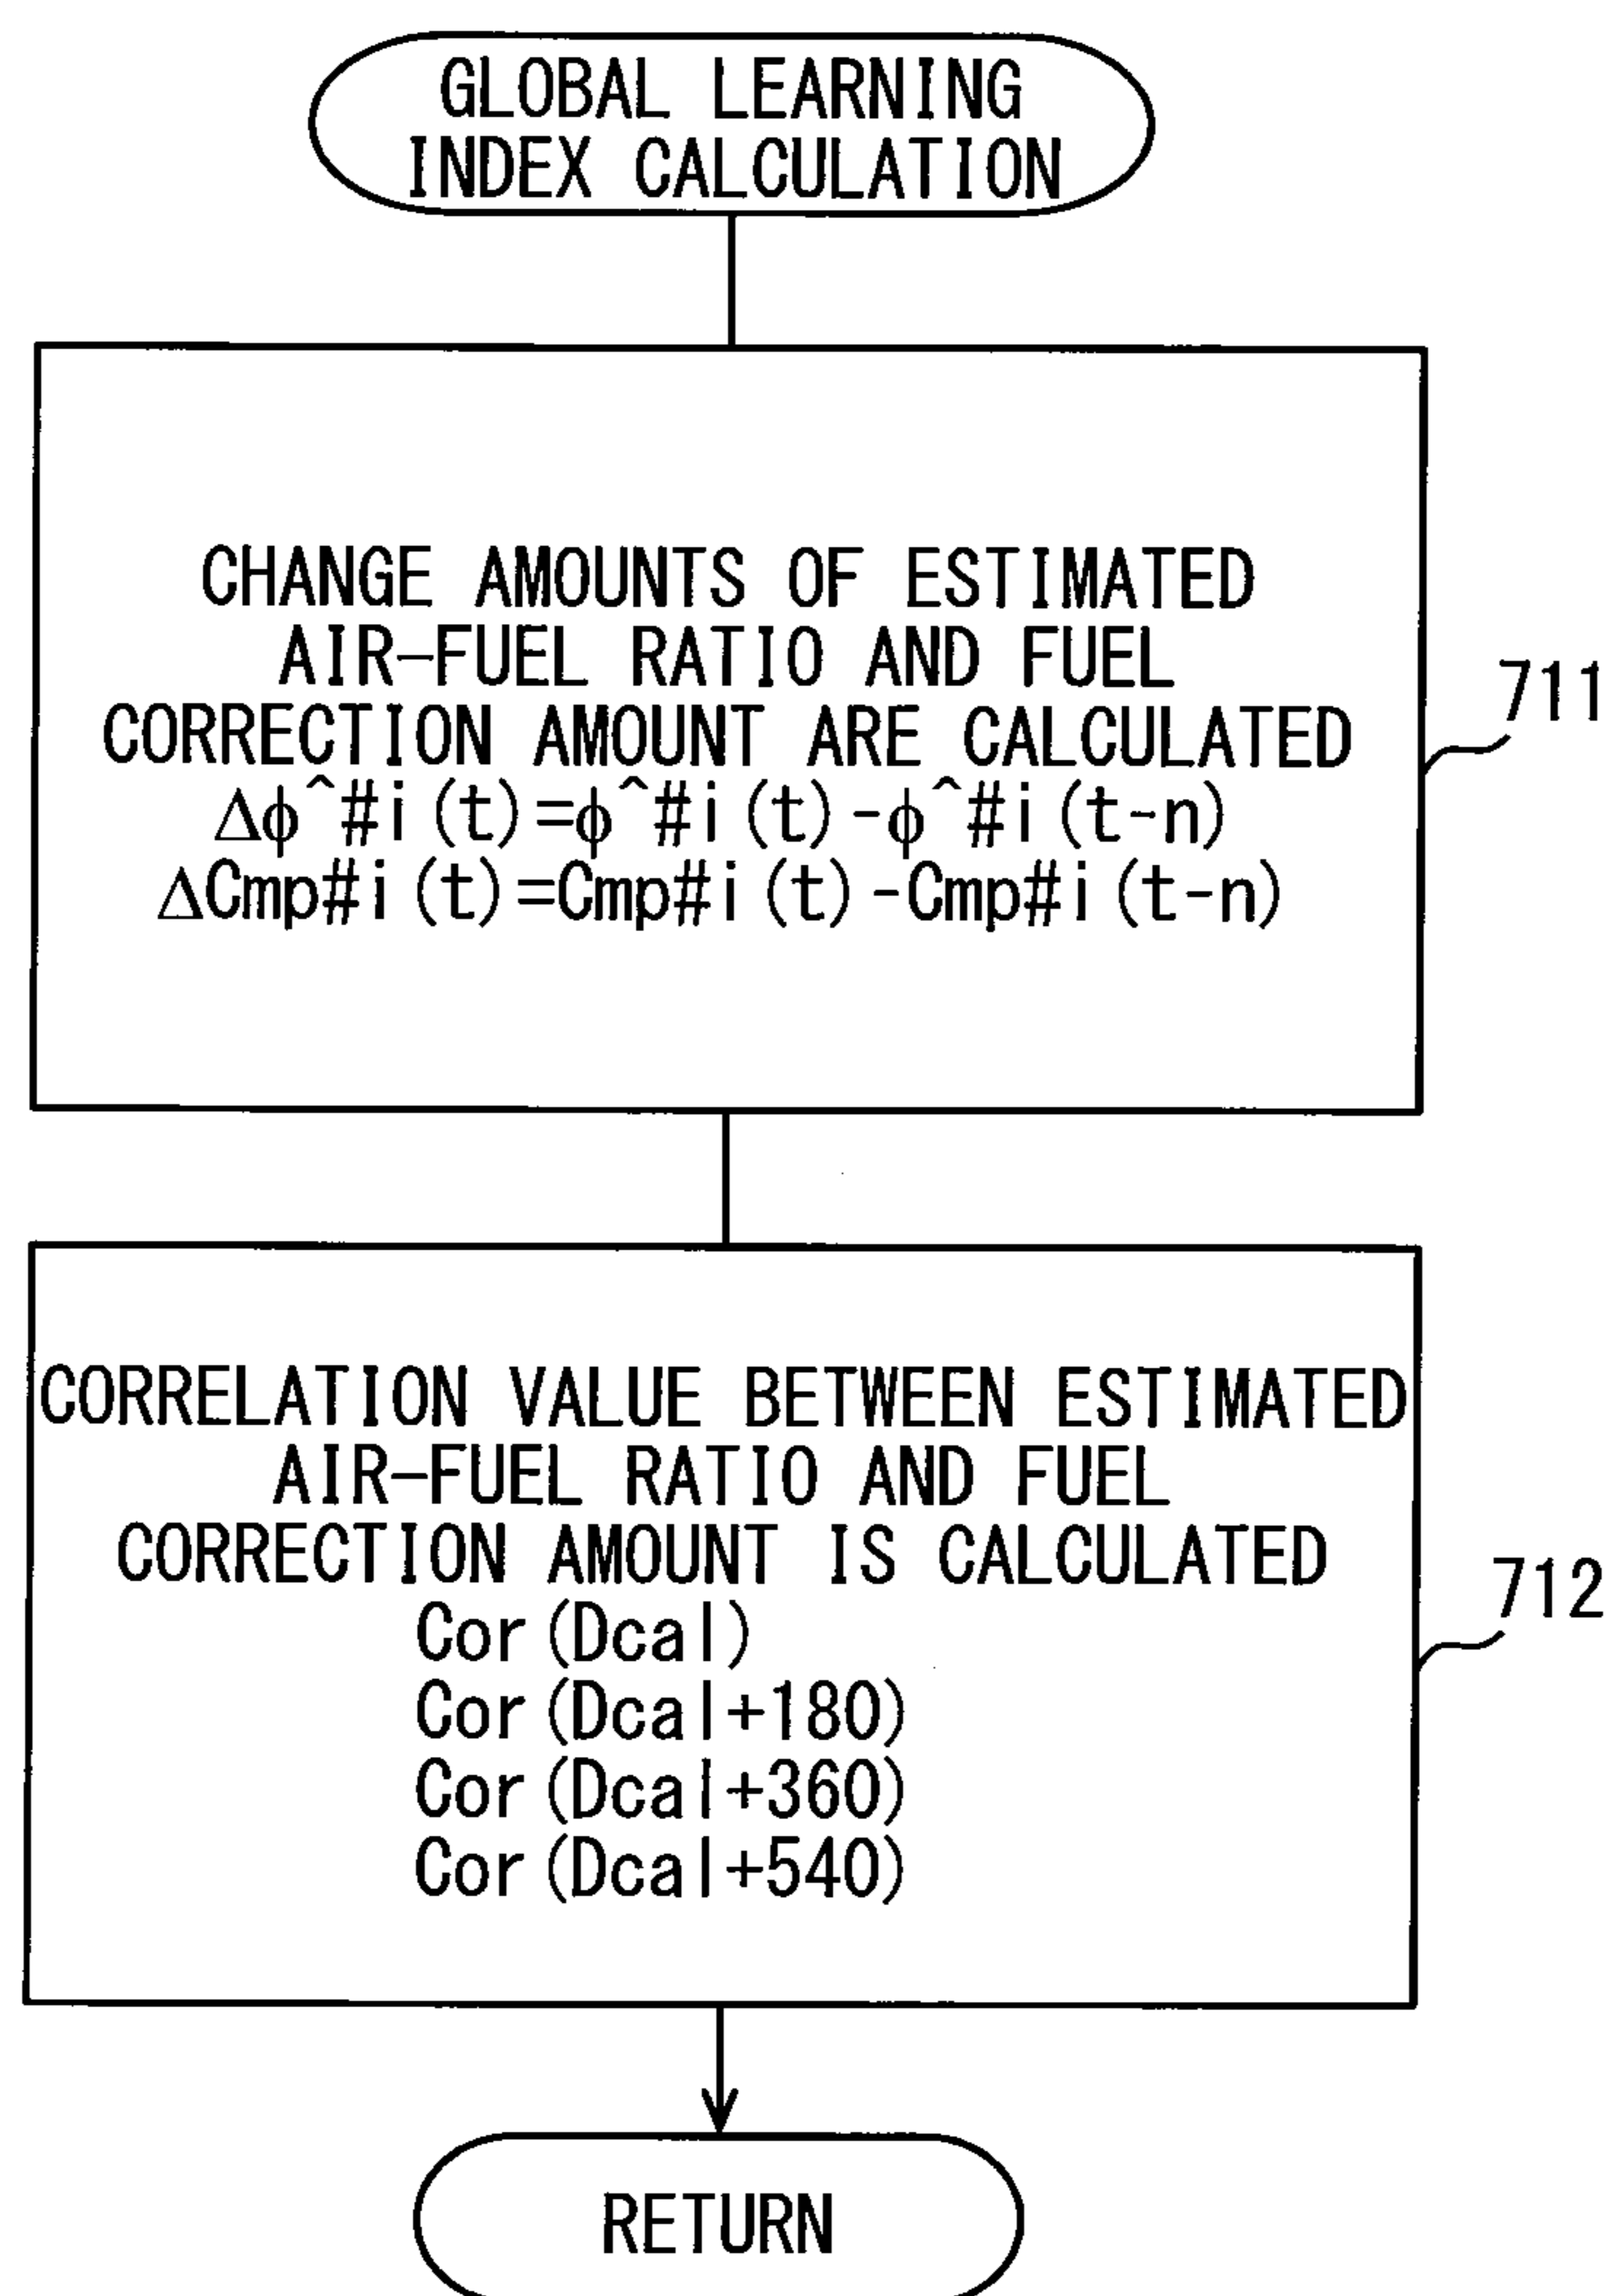 GLOBAL LEARNING
INDEX CALCULATION
CHANGE AMOUNTS OF ESTIMATED
AIR-FUEL RATIO AND FUEL
CORRECTION AMOUNT ARE CALCULATED
Δϕ^#i(t)=ϕ^#i(t)-ϕ^#i(t-n)
ΔCmp#i(t)=Cmp#i(t)-Cmp#i(t-n)
711
CORRELATION VALUE BETWEEN ESTIMATED
AIR-FUEL RATIO AND FUEL
CORRECTION AMOUNT IS CALCULATED
Cor(Dcal)
Cor(Dcal+180)
Cor(Dcal+360)
Cor(Dcal+540)
712
RETURN